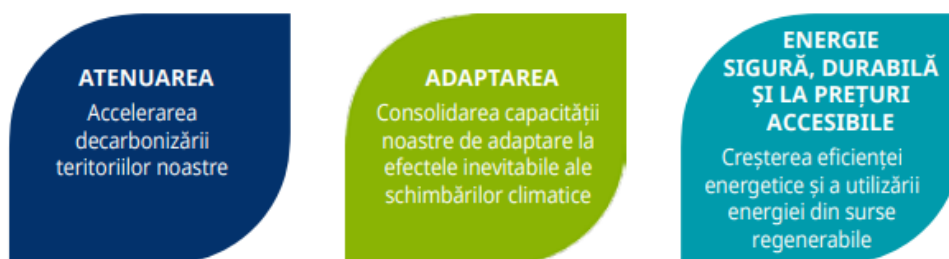 ATENUAREA
Accelerarea
decarbonizării
teritoriilor noastre
ADAPTAREA
Consolidarea capacității
noastre de adaptare la
efectele inevitabile ale
schimbărilor climatice
ENERGIE
SIGURĂ, DURABILĂ
ȘI LA PREȚURI
ACCESIBILE
Creșterea eficienței
energetice și a utilizării
energiei din surse
regenerabile